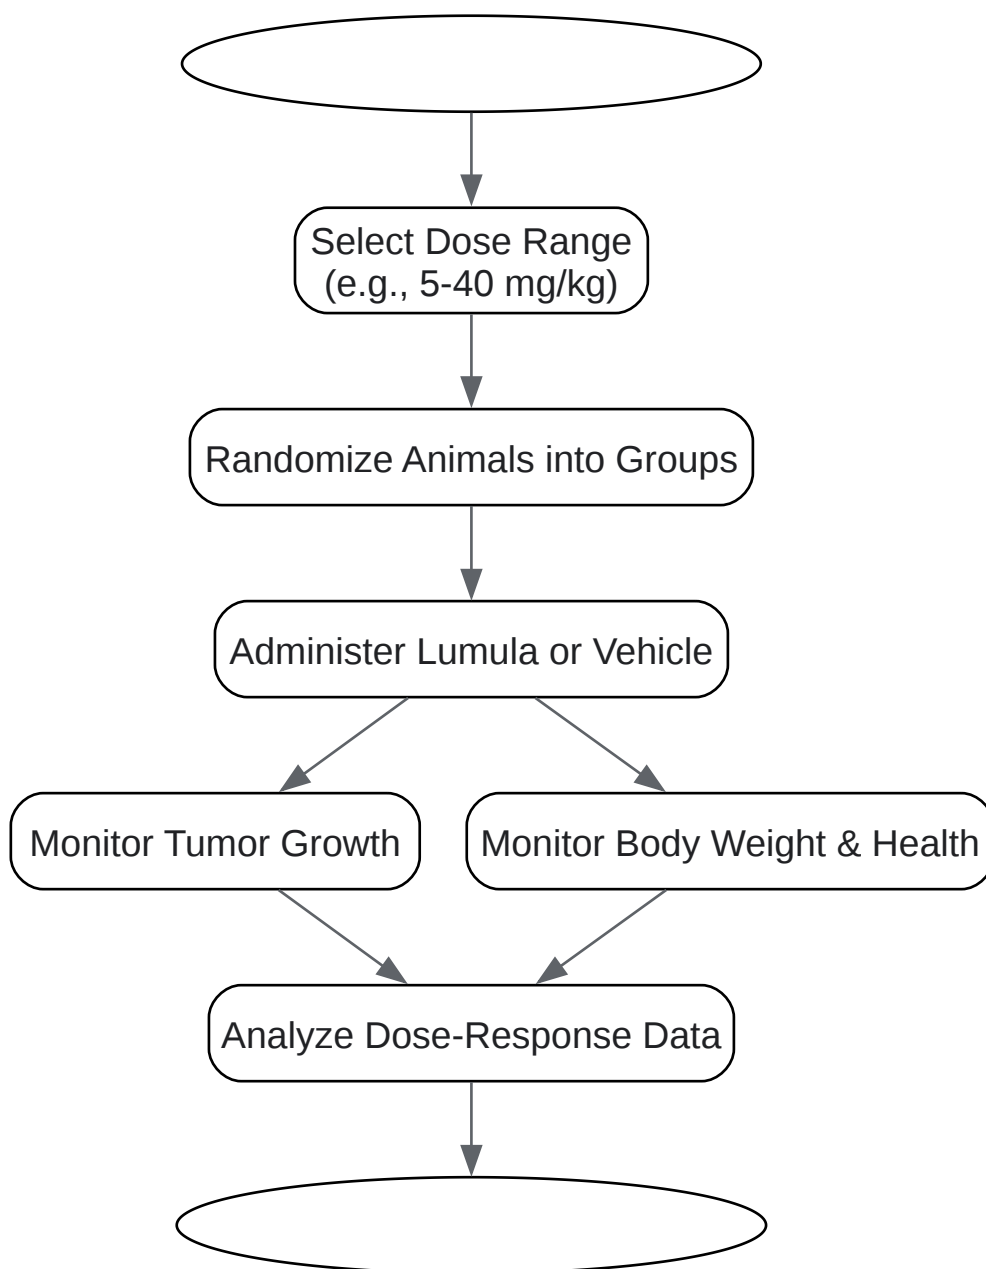 Select Dose Range
(e.g., 5-40 mg/kg)
Randomize Animals into Groups
Administer Lumula or Vehicle
Monitor Tumor Growth
Monitor Body Weight & Health
Analyze Dose-Response Data